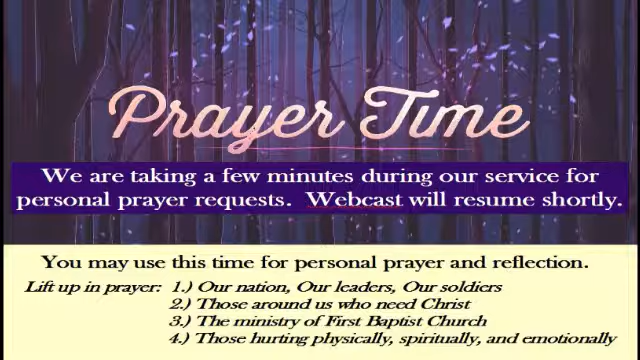 Prayer Time
We are taking a few minutes during our service for
personal prayer requests.  Webcast will resume shortly.
You may use this time for personal prayer and reflection.
Lift up in prayer:  1.) Our nation, Our leaders, Our soldiers
2.) Those around us who need Christ
3.) The ministry of First Baptist Church
4.) Those hurting physically, spiritually, and emotionally